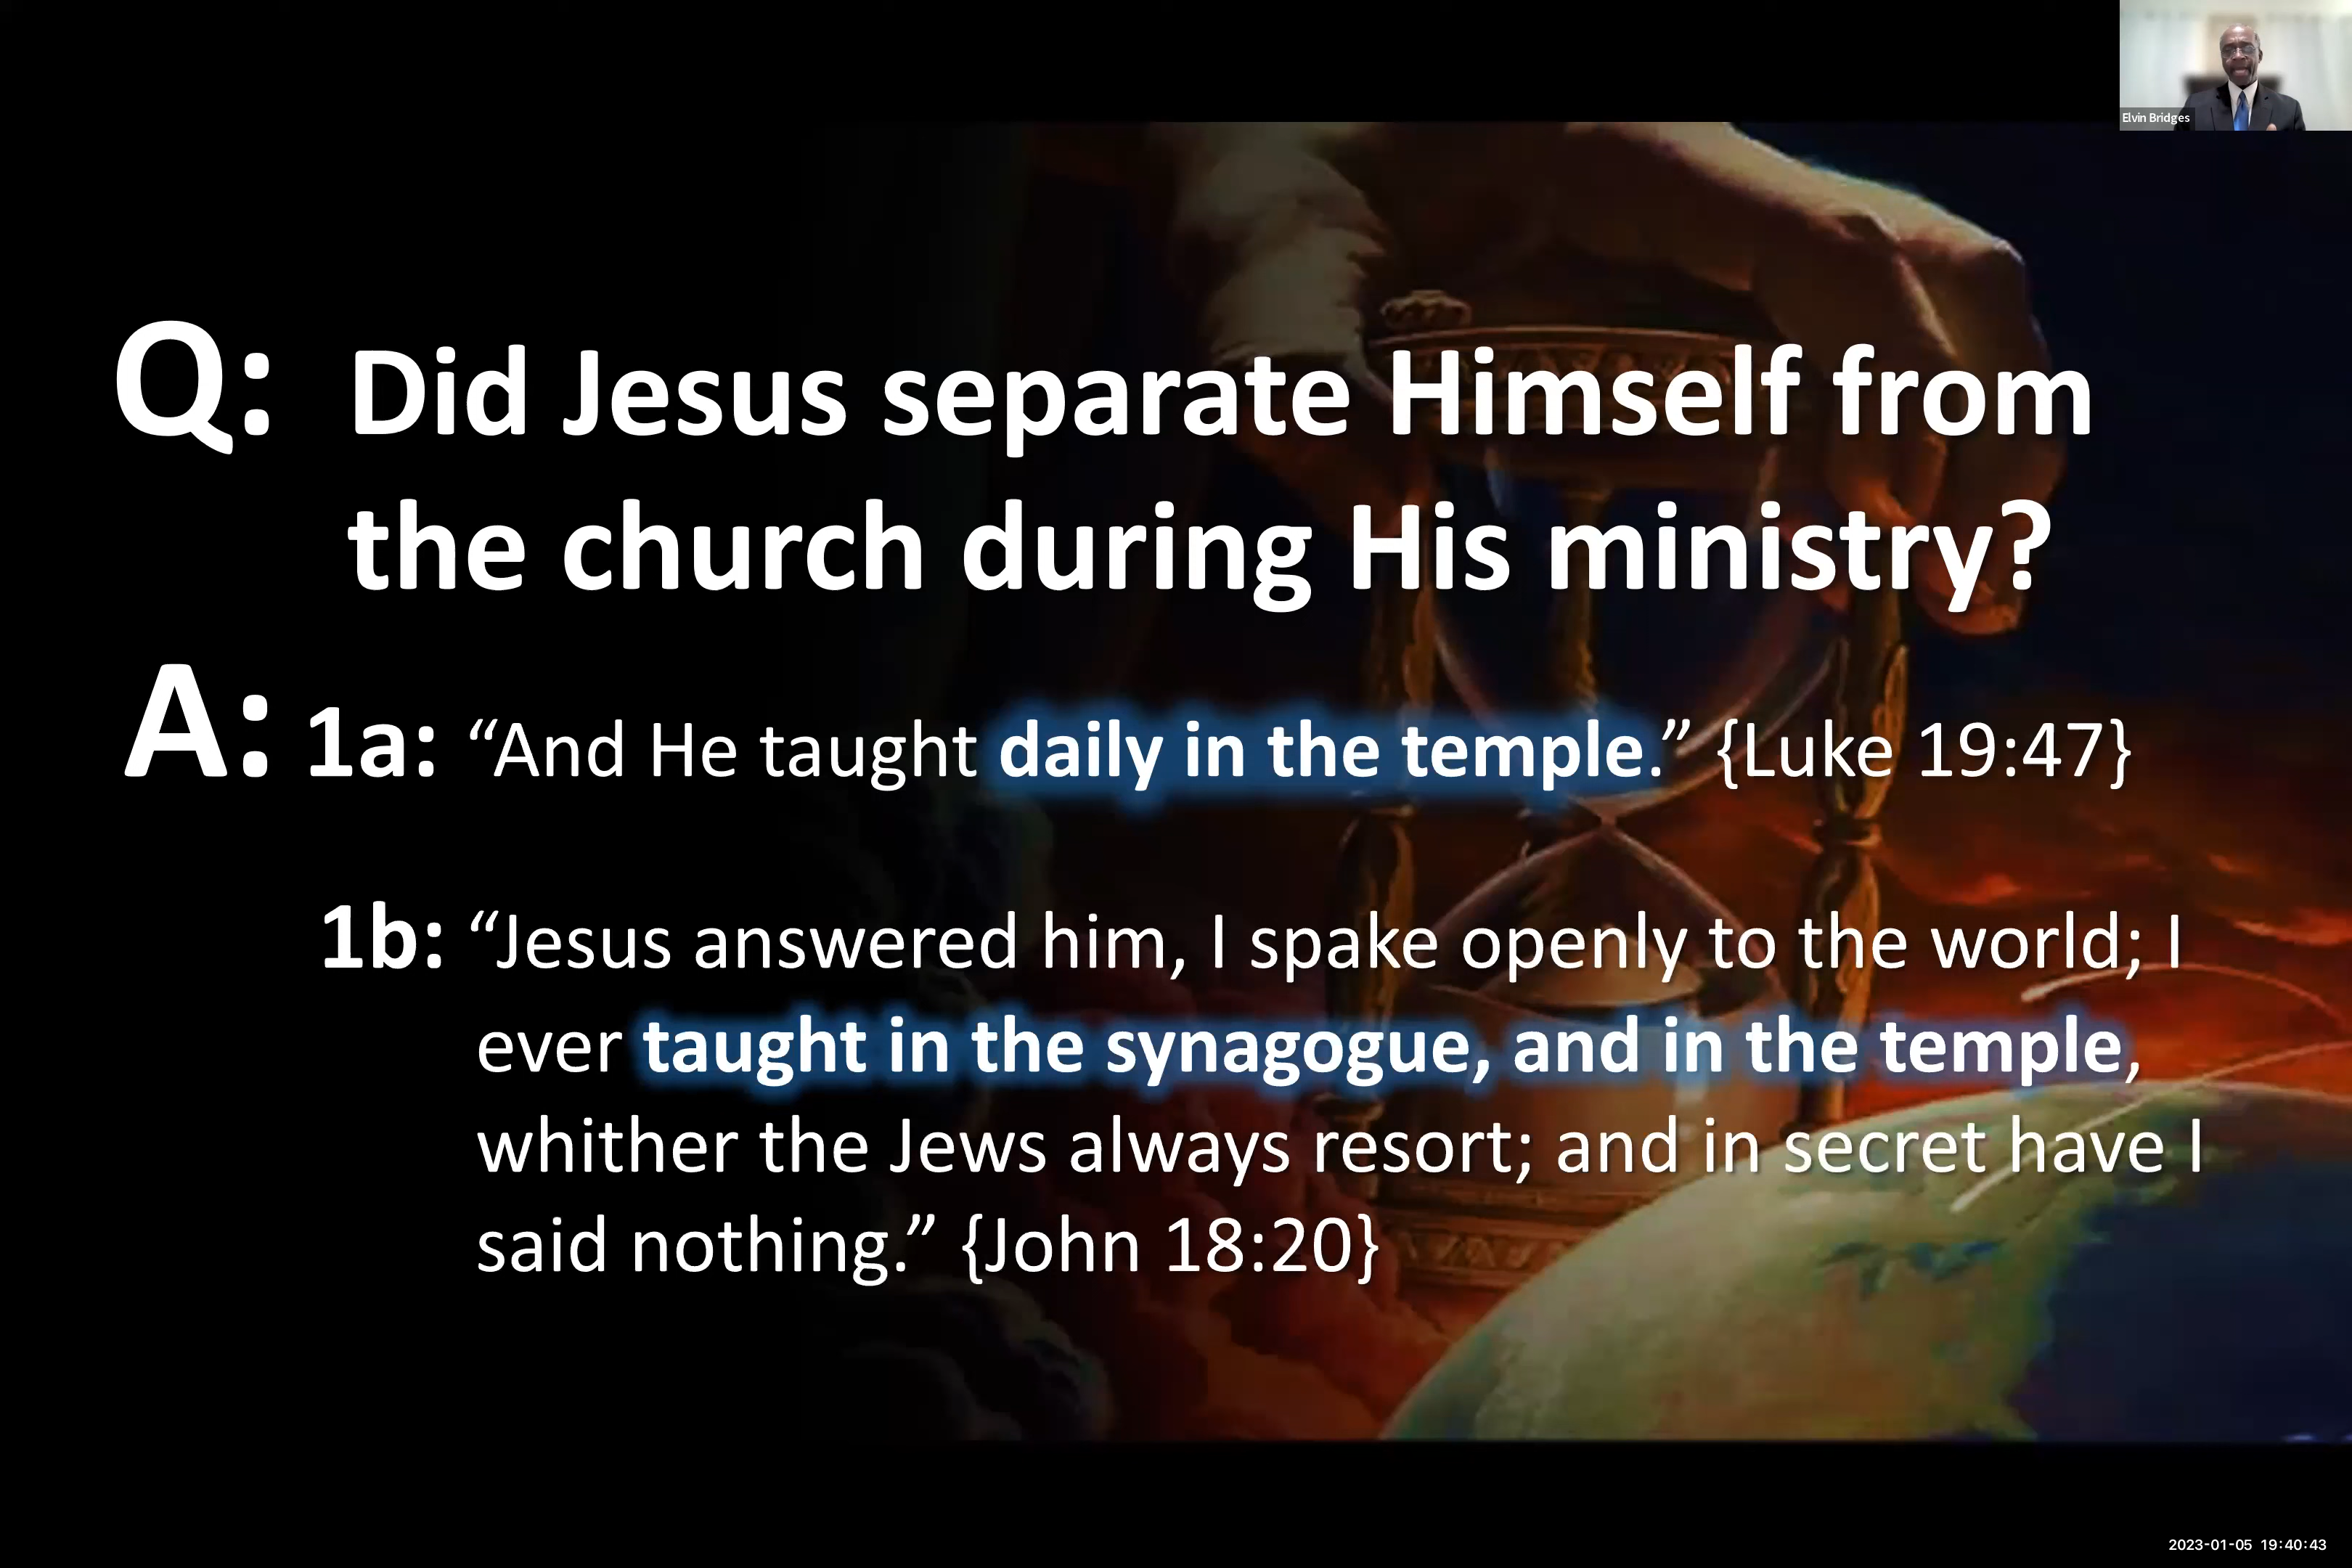 Elvin Bridges
Q: Did Jesus separate Himself from
the church during His ministry?
A: 1a: “And He taught daily in the temple.” {Luke 19:47}
1b: “Jesus answered him, I spake openly to the world; I
ever taught in the synagogue, and in the temple,
whither the Jews always resort; and in secret have I
said nothing.” {John 18:20}
2023-01-05 19:40:43